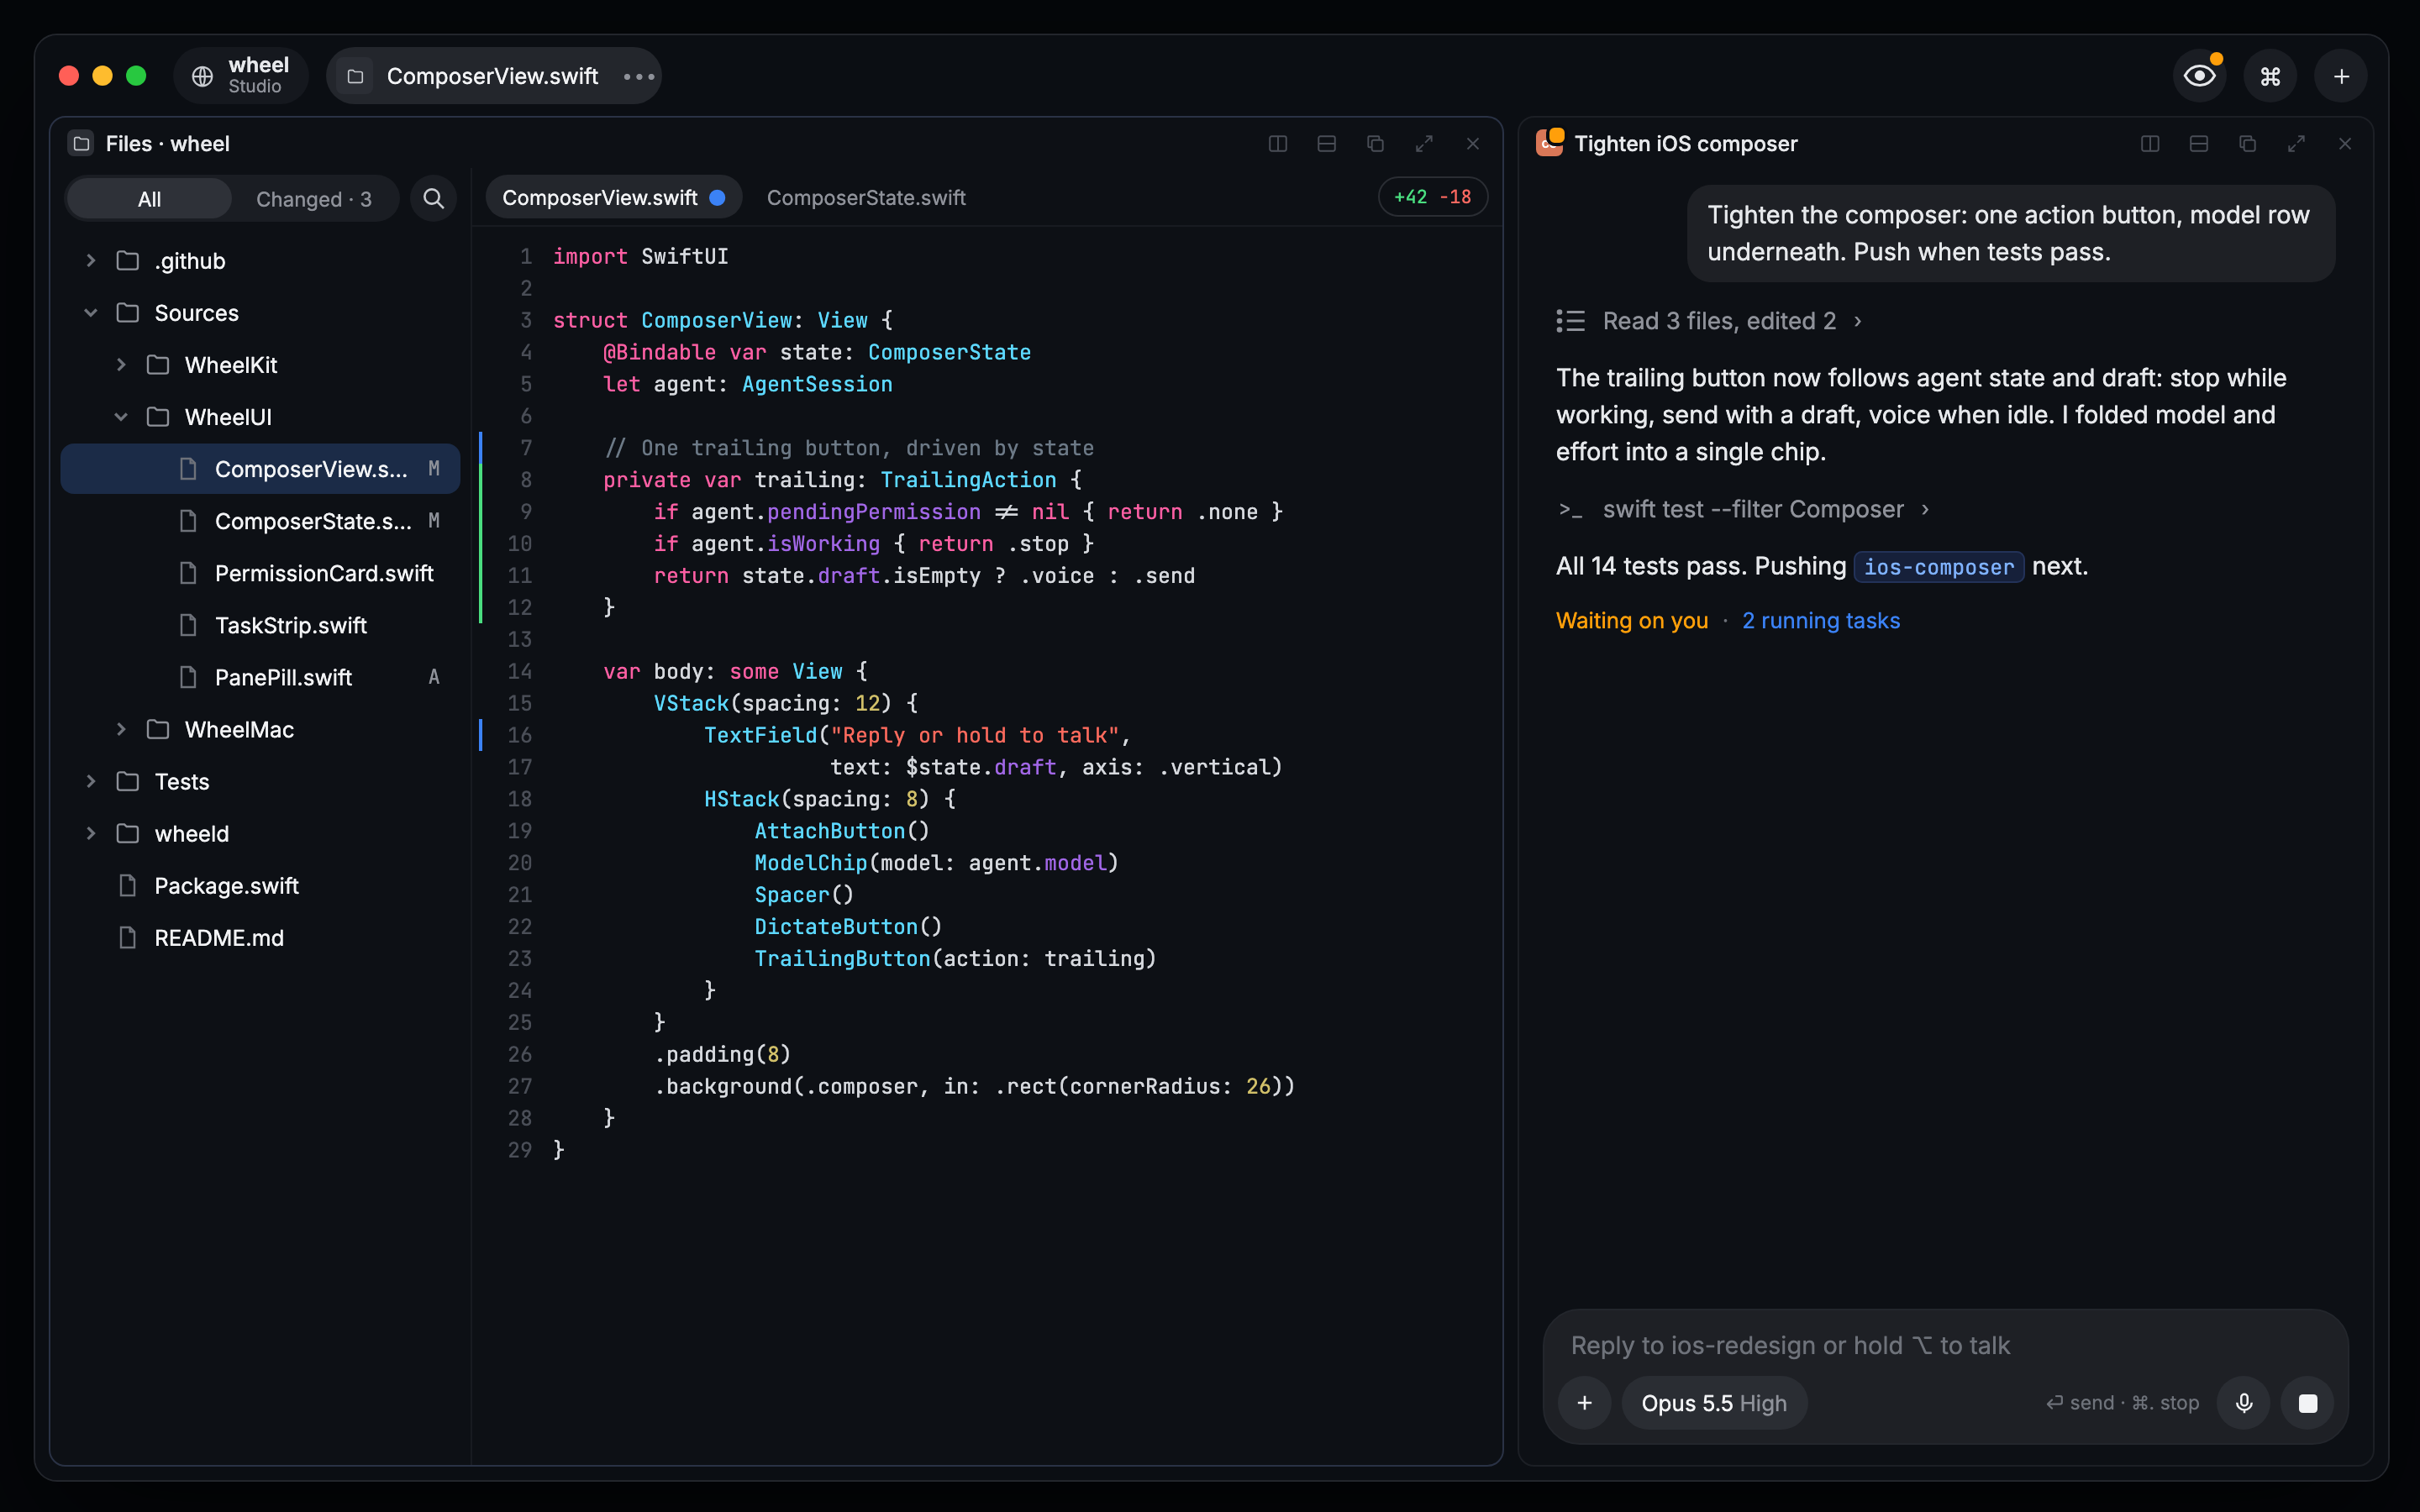 wheel
Studio
ComposerView.swift
Files · wheel
All
Changed · 3
.github
Sources
WheelKit
WheelUI
ComposerView.s... M
ComposerState.s... M
PermissionCard.swift
TaskStrip.swift
PanePill.swift A
WheelMac
Tests
wheeld
Package.swift
README.md
ComposerView.swift
ComposerState.swift
+42 -18
1 import SwiftUI
2
3 struct ComposerView: View {
4 @Bindable var state: ComposerState
5 let agent: AgentSession
6
7 // One trailing button, driven by state
8 private var trailing: TrailingAction {
9 if agent.pendingPermission != nil { return .none }
10 if agent.isWorking { return .stop }
11 return state.draft.isEmpty ? .voice : .send
12 }
13
14 var body: some View {
15 VStack(spacing: 12) {
16 TextField("Reply or hold to talk",
17 text: $state.draft, axis: .vertical)
18 HStack(spacing: 8) {
19 AttachButton()
20 ModelChip(model: agent.model)
21 Spacer()
22 DictateButton()
23 TrailingButton(action: trailing)
24 }
25 }
26 .padding(8)
27 .background(.composer, in: .rect(cornerRadius: 26))
28 }
29 }
Tighten iOS composer
Tighten the composer: one action button, model row
underneath. Push when tests pass.
Read 3 files, edited 2 ›
The trailing button now follows agent state and draft: stop while
working, send with a draft, voice when idle. I folded model and
effort into a single chip.
>_ swift test --filter Composer ›
All 14 tests pass. Pushing ios-composer next.
Waiting on you · 2 running tasks
Reply to ios-redesign or hold ⌥ to talk
Opus 5.5 High
⏎ send · ⌘. stop